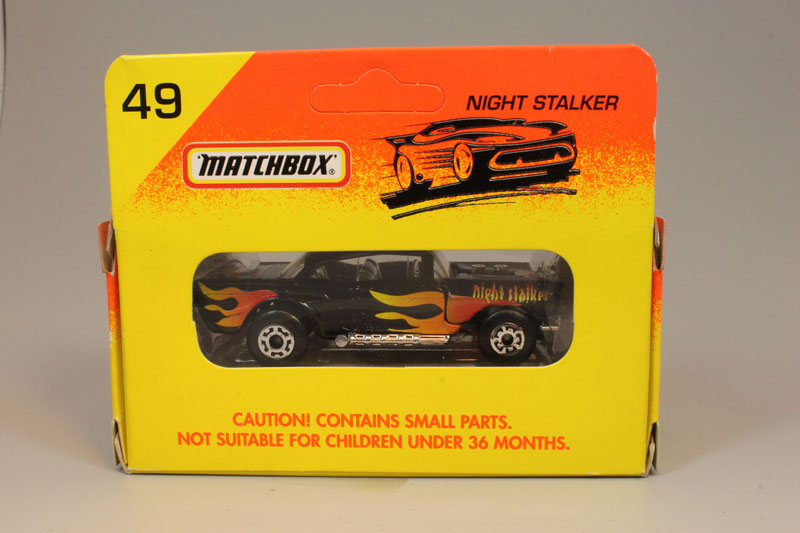 49
NIGHT STALKER
"MATCHBOX"®
night stalker
CAUTION! CONTAINS SMALL PARTS.
NOT SUITABLE FOR CHILDREN UNDER 36 MONTHS.